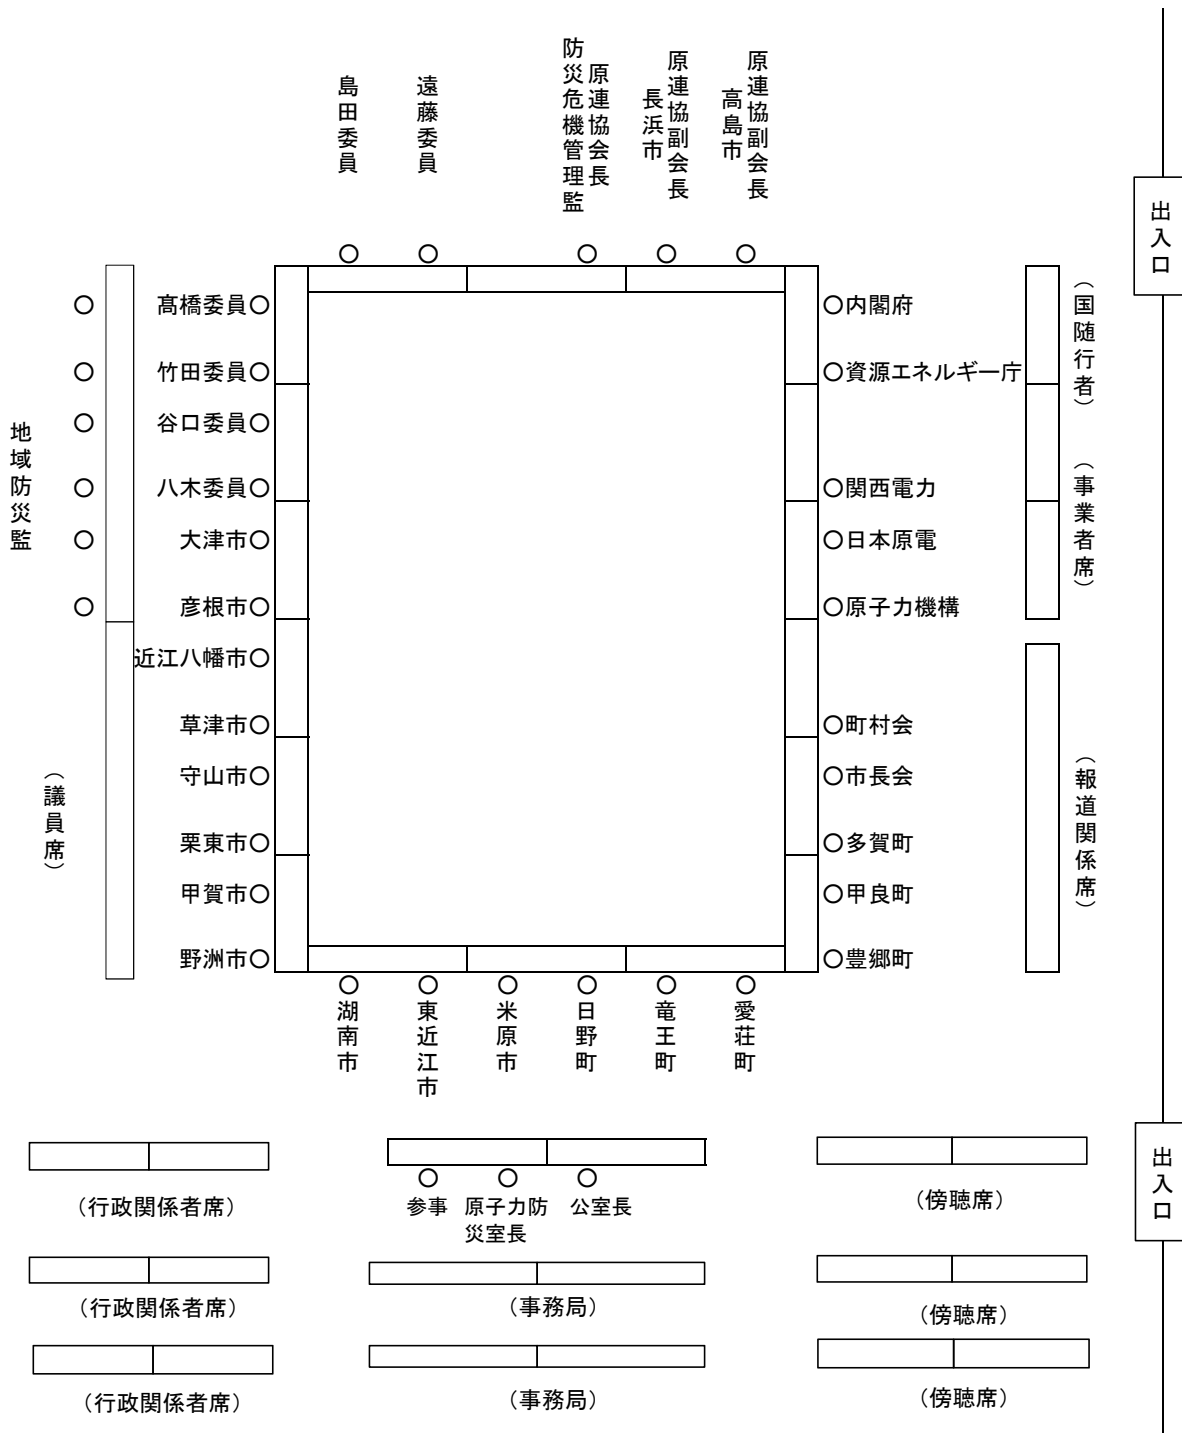 島田委員
遠藤委員
原連協会長
防災危機管理監
原連協副会長
長浜市
原連協副会長
高島市
出入口
髙橋委員
竹田委員
谷口委員
八木委員
大津市
彦根市
近江八幡市
草津市
守山市
栗東市
甲賀市
野洲市
地域防災監
（議員席）
内閣府
資源エネルギー庁
関西電力
日本原電
原子力機構
町村会
市長会
多賀町
甲良町
豊郷町
（国随行者）
（事業者席）
（報道関係席）
湖南市
東近江市
米原市
日野町
竜王町
愛荘町
出入口
（行政関係者席）
参事
原子力防
災室長
公室長
（傍聴席）
（行政関係者席）
（事務局）
（傍聴席）
（行政関係者席）
（事務局）
（傍聴席）